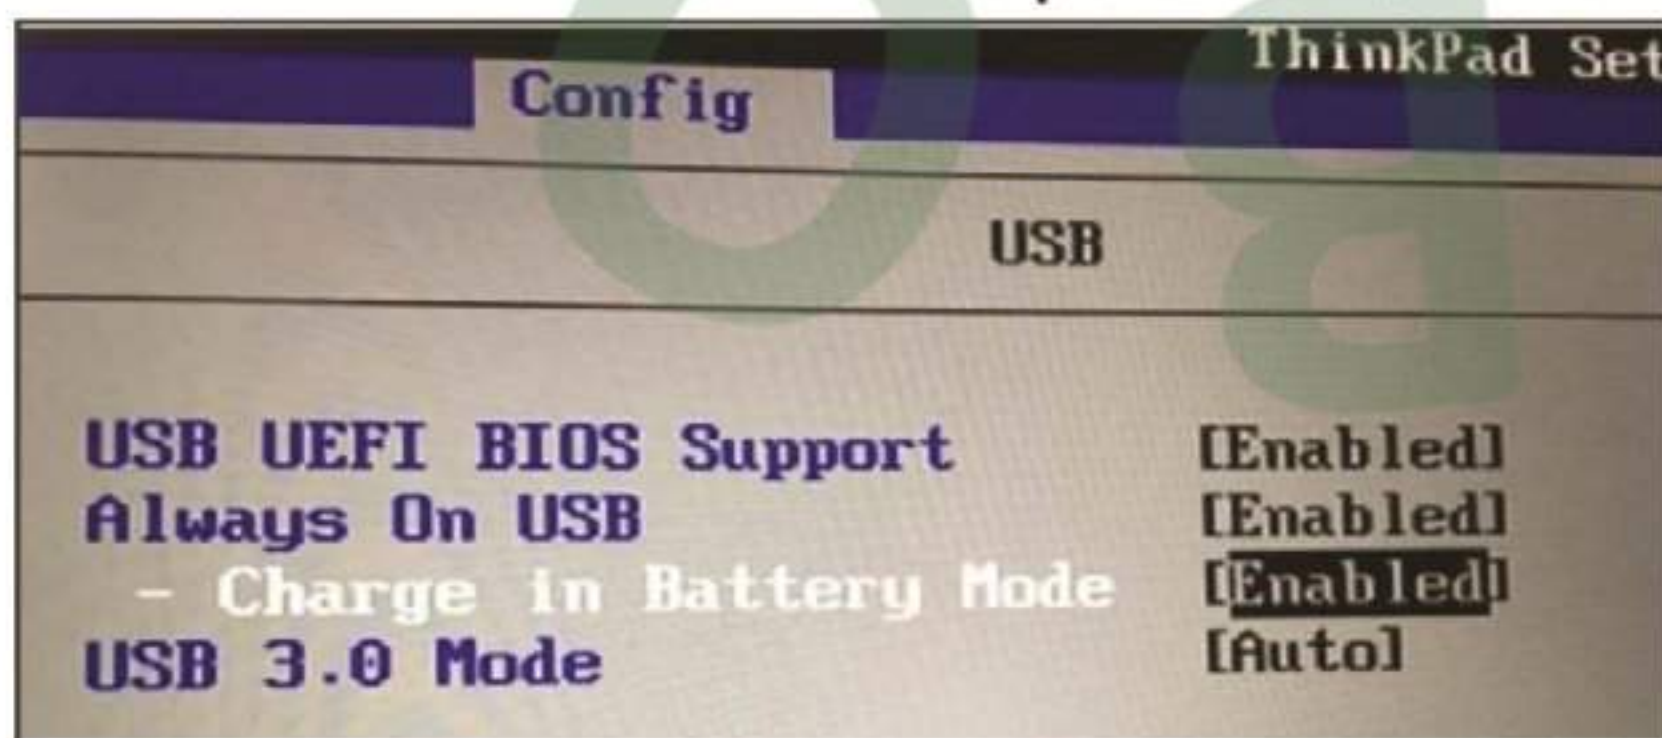 ThinkPad Set
Config
USB
USB UEFI BIOS Support [Enabled]
Always On USB [Enabled]
- Charge in Battery Mode [Enabled]
USB 3.0 Mode [Auto]